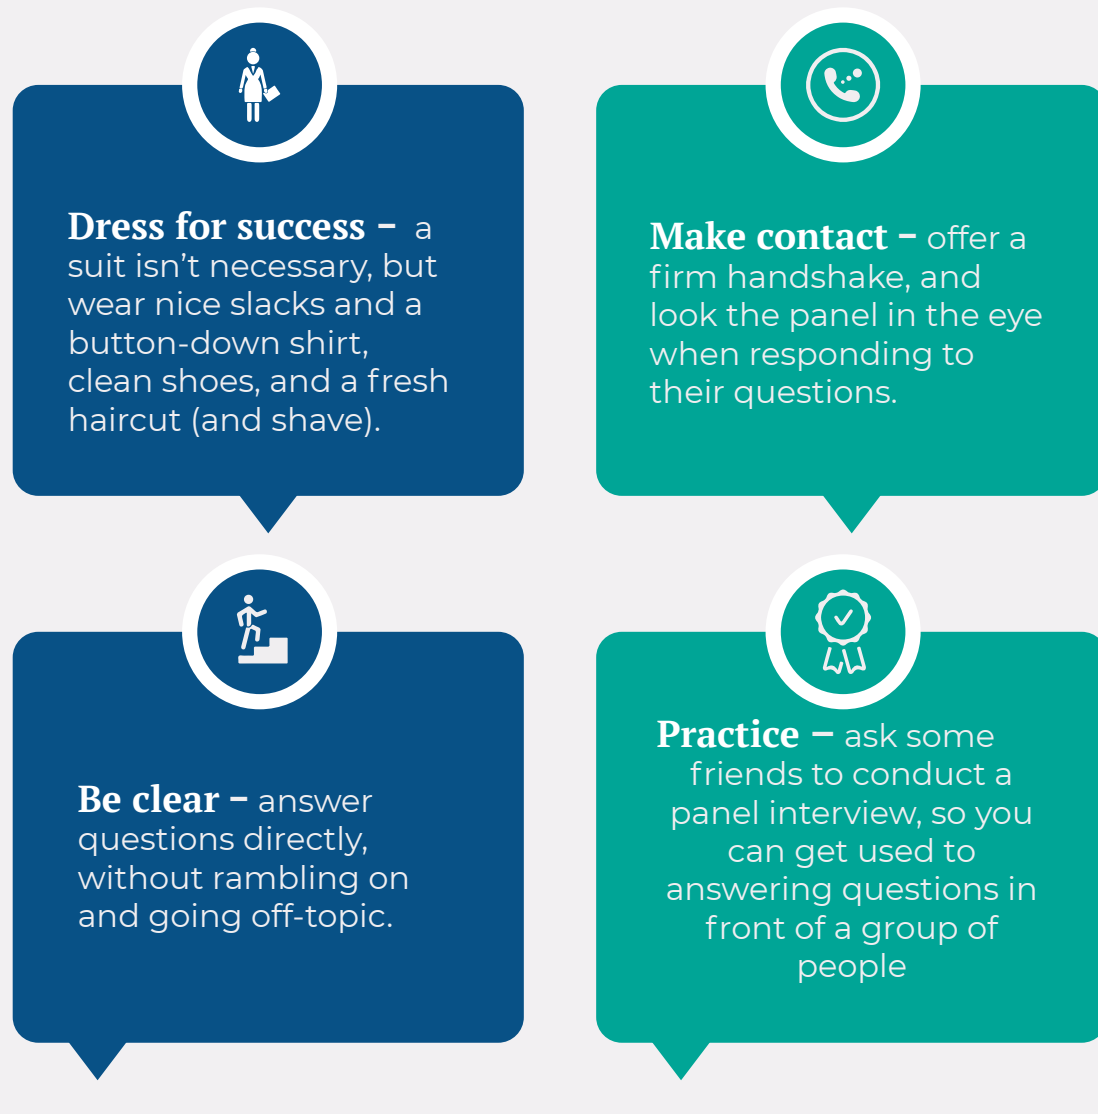 Dress for success – a
suit isn’t necessary, but
wear nice slacks and a
button-down shirt,
clean shoes, and a fresh
haircut (and shave).
Make contact – offer a
firm handshake, and
look the panel in the eye
when responding to
their questions.
Be clear – answer
questions directly,
without rambling on
and going off-topic.
Practice – ask some
friends to conduct a
panel interview, so you
can get used to
answering questions in
front of a group of
people